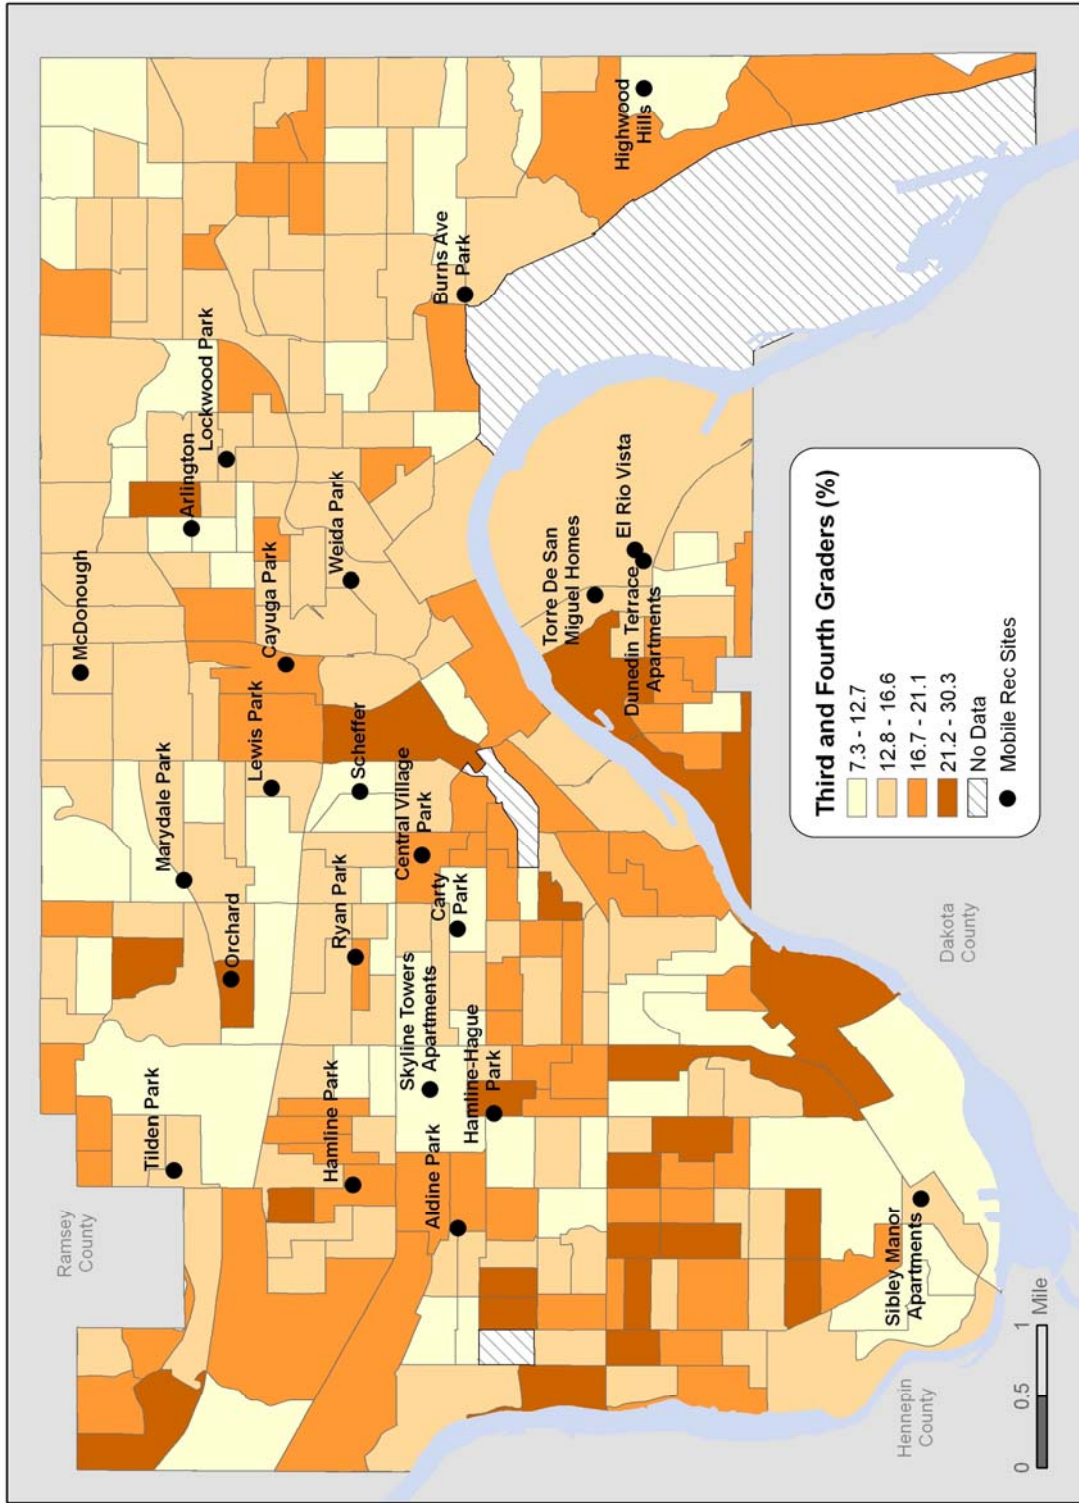 Ramsey
County
Tilden Park
Orchard
Marydale Park
McDonough
Arlington
Lockwood Park
Hamline Park
Ryan Park
Lewis Park
Cayuga Park
Scheffer
Weida Park
Aldine Park
Skyline Towers
Apartments
Central Village
Park
Carty
Park
Hamline-Hague
Park
Burns Ave
Park
Highwood
Hills
Torre De San
Miguel Homes
El Rio Vista
Dunedin Terrace
Apartments
Sibley Manor
Apartments
Hennepin
County
Dakota
County
0 0.5 1
Mile
Third and Fourth Graders (%)
7.3 - 12.7
12.8 - 16.6
16.7 - 21.1
21.2 - 30.3
No Data
Mobile Rec Sites